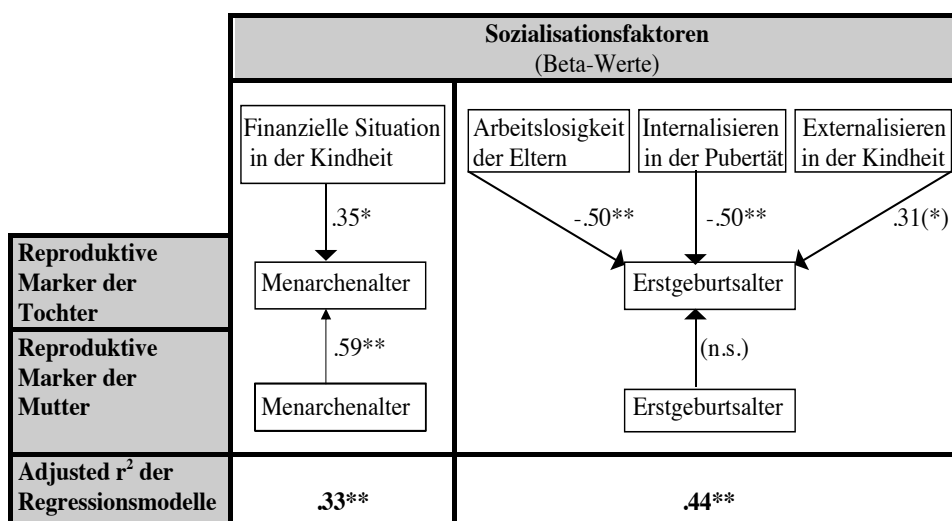 Sozialisationsfaktoren
(Beta-Werte)
Finanzielle Situation
in der Kindheit
Arbeitslosigkeit
der Eltern
Internalisieren
in der Pubertät
Externalisieren
in der Kindheit
.35*
-.50**
-.50**
.31(*)
Reproduktive
Marker der
Tochter
Menarchenalter
Erstgeburtsalter
Reproduktive
Marker der
Mutter
.59**
(n.s.)
Menarchenalter
Erstgeburtsalter
Adjusted r² der
Regressionsmodelle
.33**
.44**